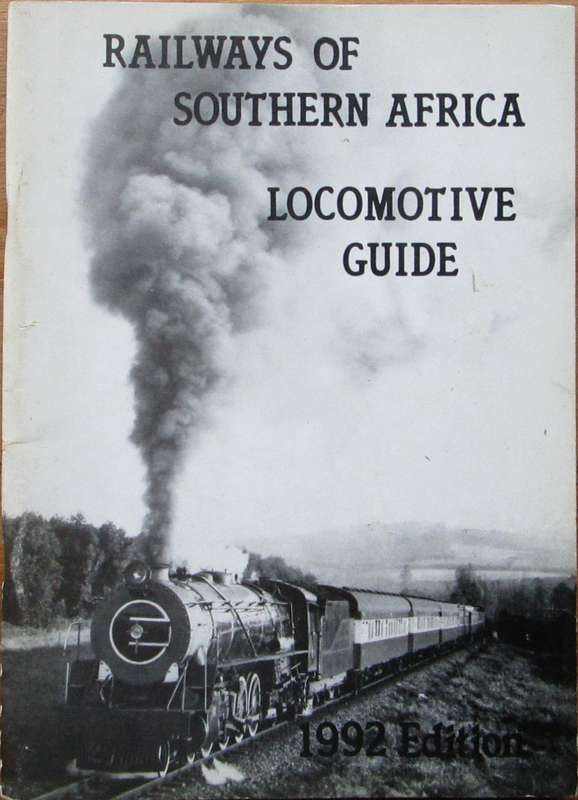 RAILWAYS OF
SOUTHERN AFRICA
LOCOMOTIVE
GUIDE
1992 Edition